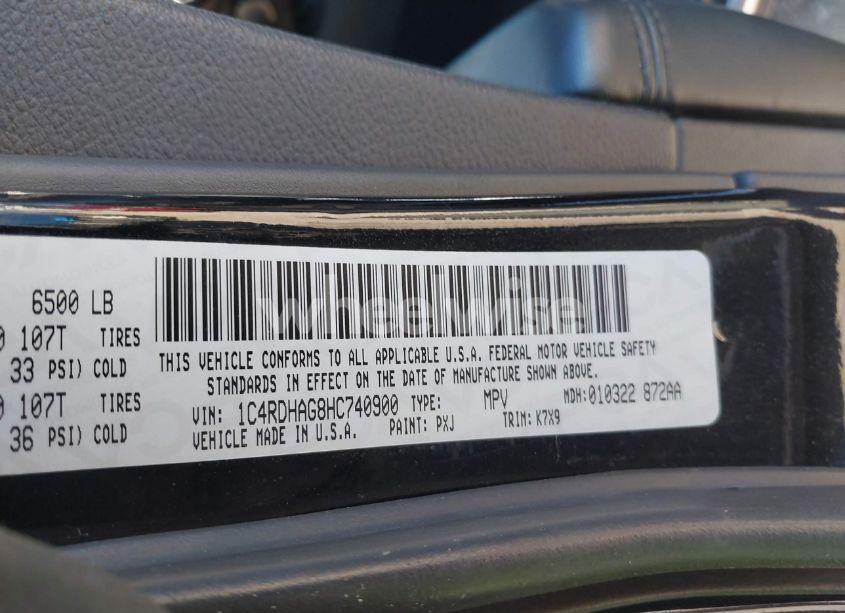 6500 LB
107T TIRES
33 PSI) COLD
107T TIRES
36 PSI) COLD
wheelwise
THIS VEHICLE CONFORMS TO ALL APPLICABLE U.S.A. FEDERAL MOTOR VEHICLE SAFETY
STANDARDS IN EFFECT ON THE DATE OF MANUFACTURE SHOWN ABOVE.
VIN: 1C4RDHAG8HC740900 TYPE: MPV MDH:010322 872AA
VEHICLE MADE IN U.S.A. PAINT: PXJ TRIM: K7X9